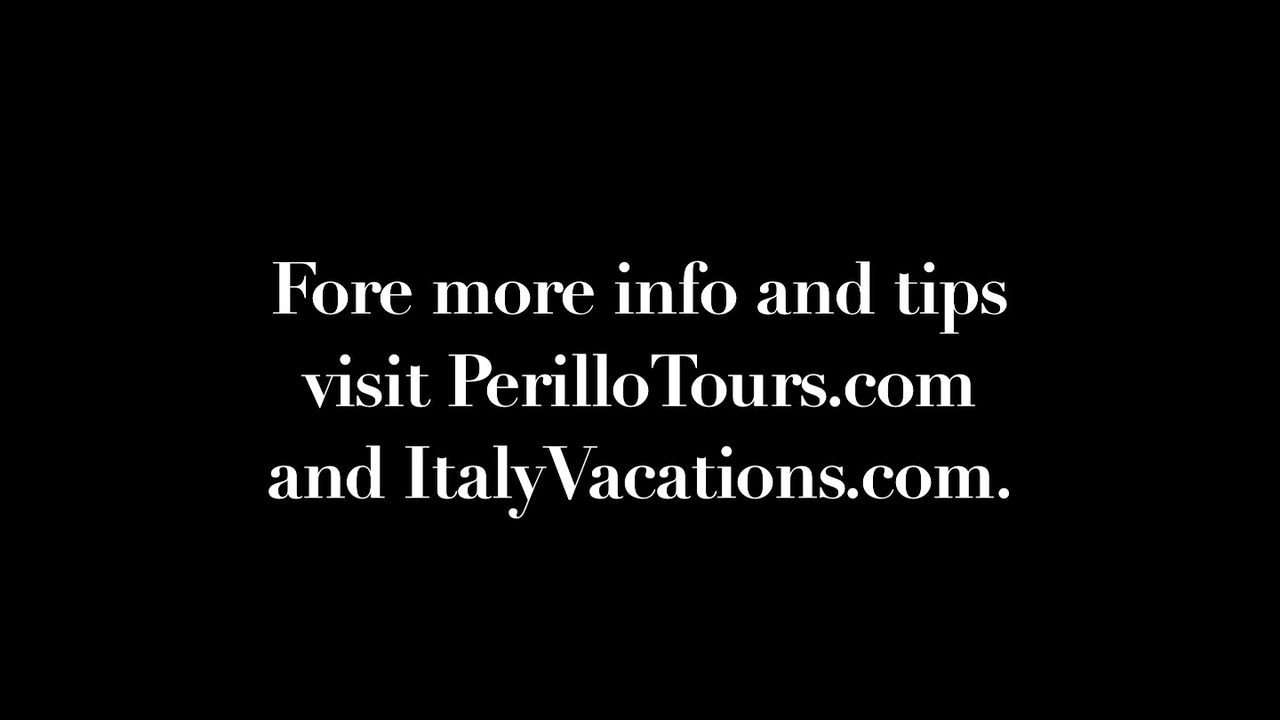 Fore more info and tips
visit PerilloTours.com
and ItalyVacations.com.